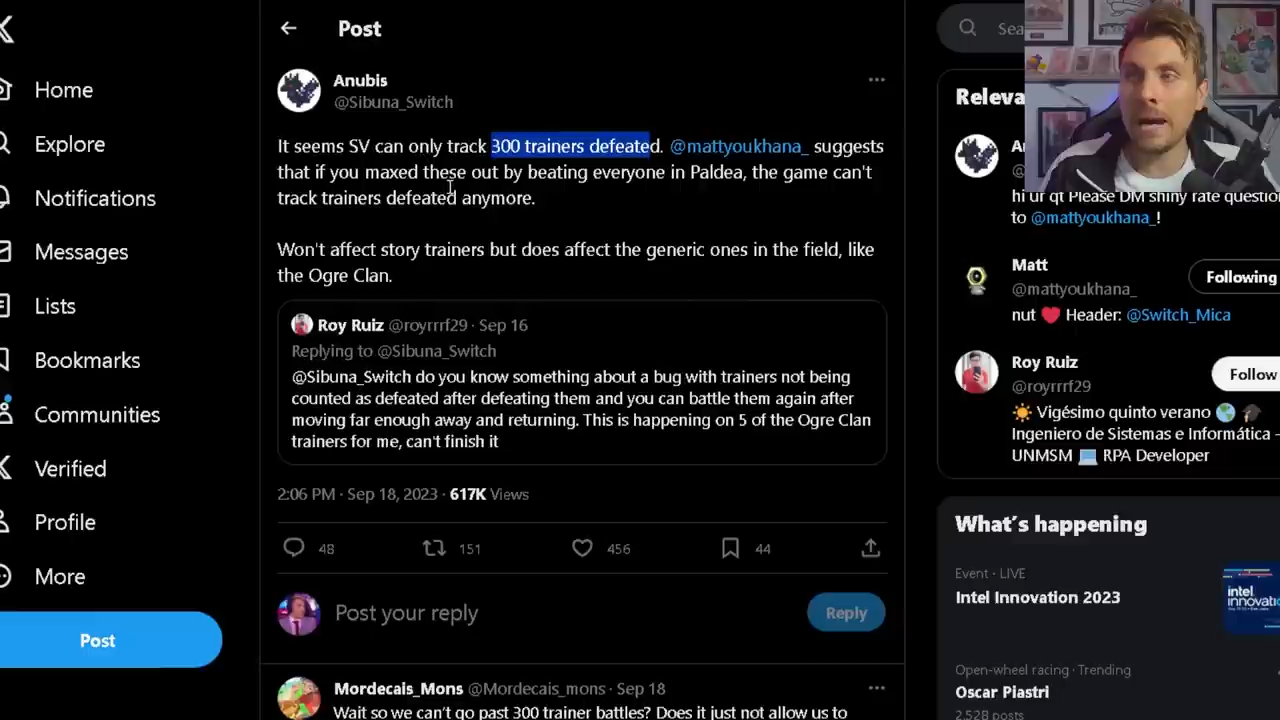 Post
Home
Explore
Notifications
Messages
Lists
Bookmarks
Communities
Verified
Profile
More
Post
Anubis
@Sibuna_Switch
It seems SV can only track 300 trainers defeated. @mattyoukhana_ suggests
that if you maxed these out by beating everyone in Paldea, the game can't
track trainers defeated anymore.
Won't affect story trainers but does affect the generic ones in the field, like
the Ogre Clan.
Roy Ruiz @royrrrf29 · Sep 16
Replying to @Sibuna_Switch
@Sibuna_Switch do you know something about a bug with trainers not being
counted as defeated after defeating them and you can battle them again after
moving far enough away and returning. This is happening on 5 of the Ogre Clan
trainers for me, can't finish it
2:06 PM · Sep 18, 2023 · 617K Views
48 151 456 44
Post your reply
Reply
Mordecais_Mons @Mordecais_mons · Sep 18
Wait so we can't go past 300 trainer battles? Does it just not allow us to
Sea
Releva
A
@
hi ur qt Please DM shiny rate question
to @mattyoukhana_!
Matt
Following
@mattyoukhana_
nut ❤️ Header: @Switch_Mica
Roy Ruiz
Follow
@royrrrf29
☀️ Vigésimo quinto verano 🌎 🎓
Ingeniero de Sistemas e Informática -
UNMSM 💻 RPA Developer
What's happening
Event · LIVE
Intel Innovation 2023
intel
innovatio
Open-wheel racing · Trending
Oscar Piastri
2,528 posts